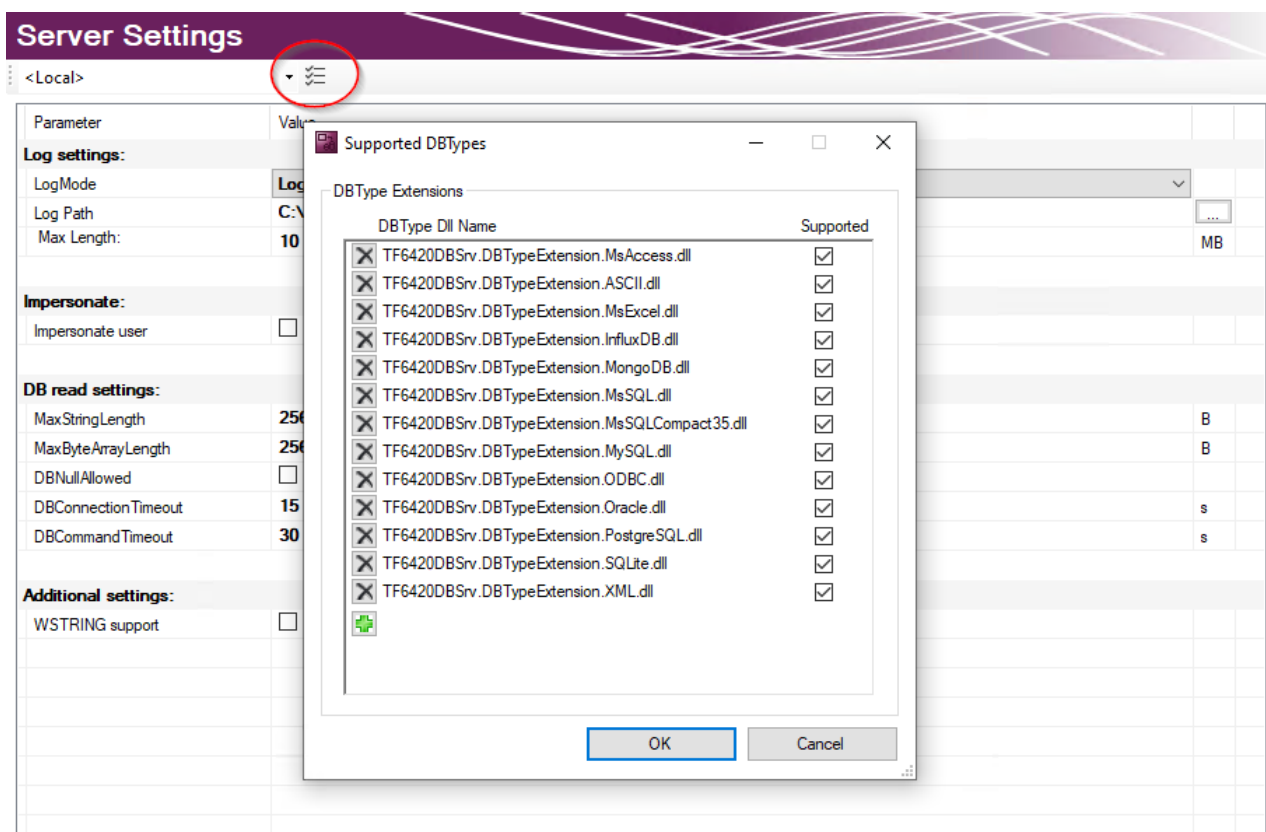 Server Settings
<Local>
Parameter
Log settings:
LogMode
Log Path
C:\
...
Max Length:
10
MB
Impersonate:
Impersonate user
DB read settings:
MaxStringLength
256
B
MaxByteArrayLength
256
B
DBNullAllowed
DBConnectionTimeout
15
s
DBCommandTimeout
30
s
Additional settings:
WSTRING support
Supported DBTypes
DBType Extensions
DBType Dll Name Supported
TF6420DBSrv.DBTypeExtension.MsAccess.dll
TF6420DBSrv.DBTypeExtension.ASCII.dll
TF6420DBSrv.DBTypeExtension.MsExcel.dll
TF6420DBSrv.DBTypeExtension.InfluxDB.dll
TF6420DBSrv.DBTypeExtension.MongoDB.dll
TF6420DBSrv.DBTypeExtension.MsSQL.dll
TF6420DBSrv.DBTypeExtension.MsSQLCompact35.dll
TF6420DBSrv.DBTypeExtension.MySQL.dll
TF6420DBSrv.DBTypeExtension.ODBC.dll
TF6420DBSrv.DBTypeExtension.Oracle.dll
TF6420DBSrv.DBTypeExtension.PostgreSQL.dll
TF6420DBSrv.DBTypeExtension.SQLite.dll
TF6420DBSrv.DBTypeExtension.XML.dll
OK Cancel